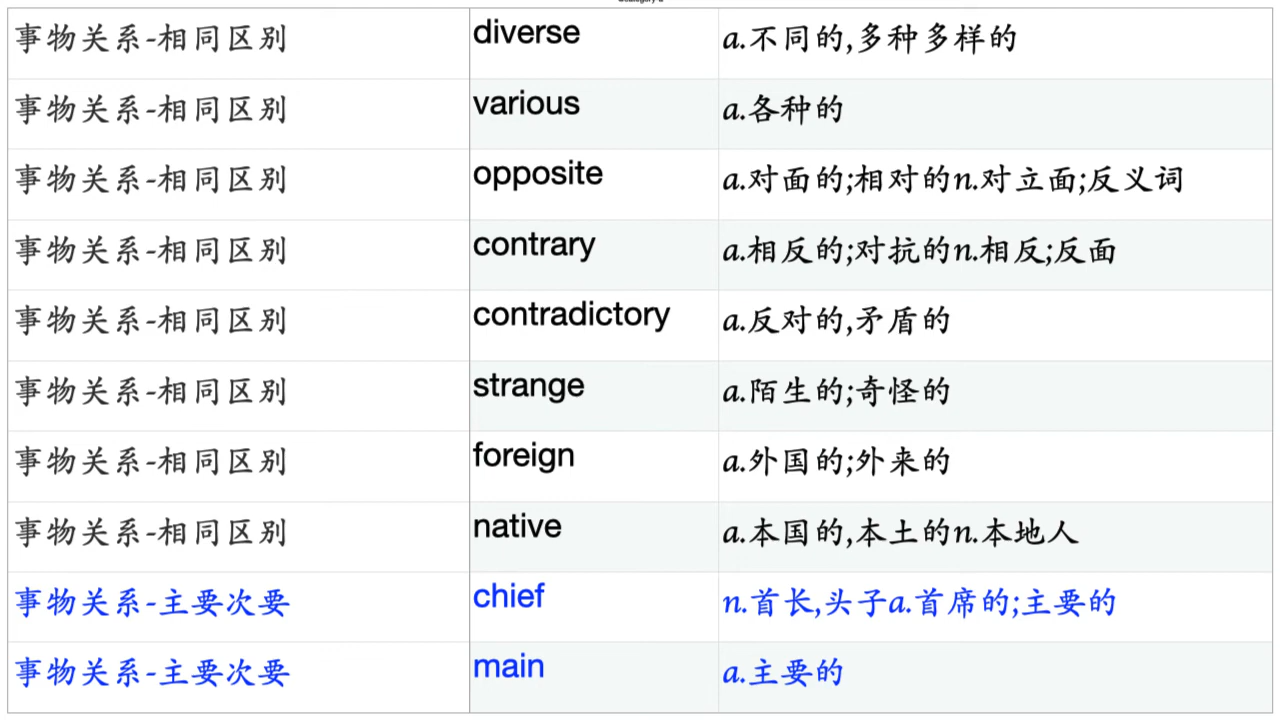 事物关系-相同区别 diverse a.不同的,多种多样的
事物关系-相同区别 various a.各种的
事物关系-相同区别 opposite a.对面的;相对的n.对立面;反义词
事物关系-相同区别 contrary a.相反的;对抗的n.相反;反面
事物关系-相同区别 contradictory a.反对的,矛盾的
事物关系-相同区别 strange a.陌生的;奇怪的
事物关系-相同区别 foreign a.外国的;外来的
事物关系-相同区别 native a.本国的,本土的n.本地人
事物关系-主要次要 chief n.首长,头子a.首席的;主要的
事物关系-主要次要 main a.主要的